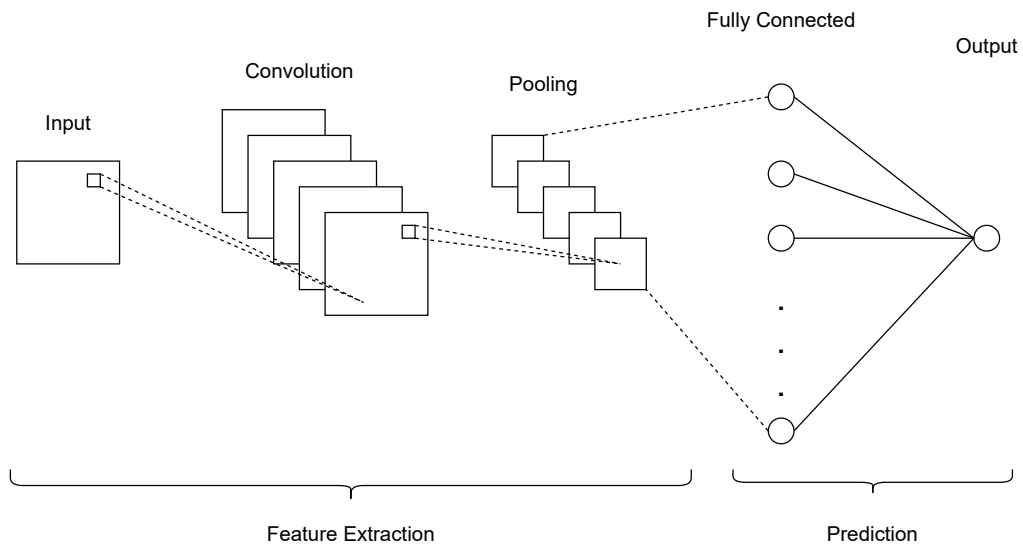 Fully Connected
Output
Convolution
Pooling
Input
Feature Extraction
Prediction